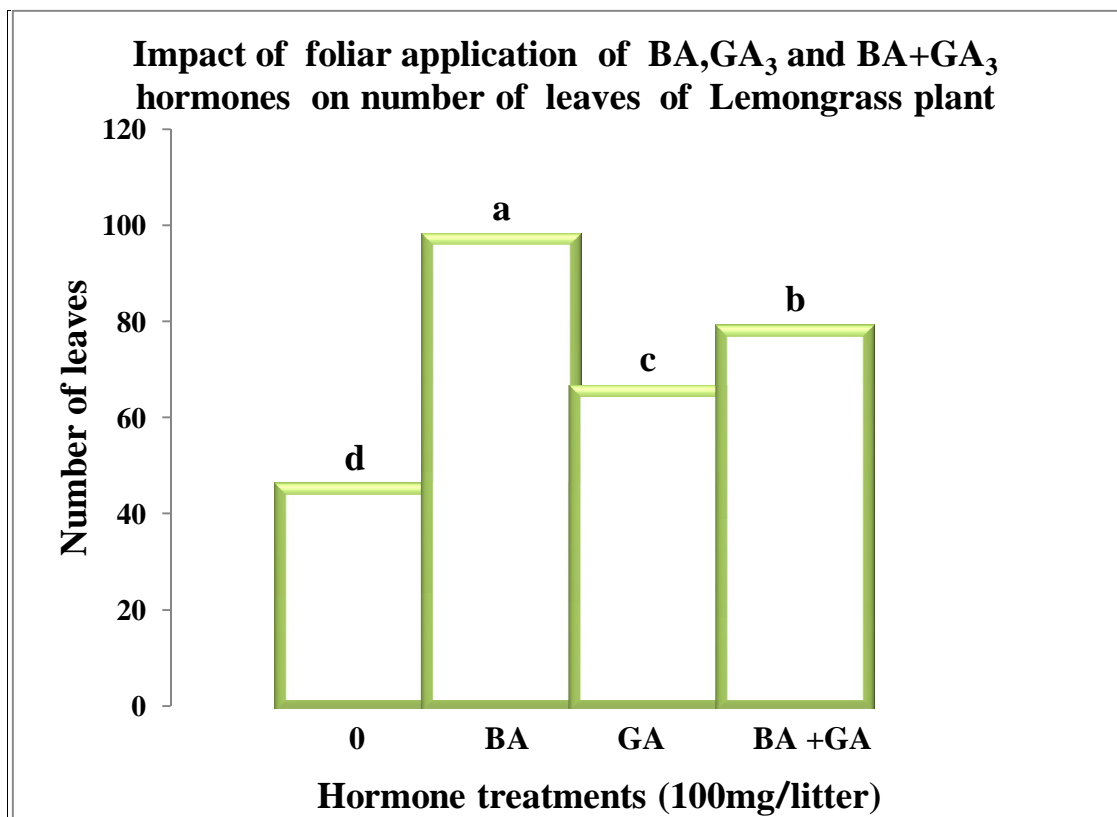 Impact of foliar application of BA,GA₃ and BA+GA₃
hormones on number of leaves of Lemongrass plant
Number of leaves
120
100
80
60
40
20
0
d
a
c
b
0 BA GA BA +GA
Hormone treatments (100mg/litter)